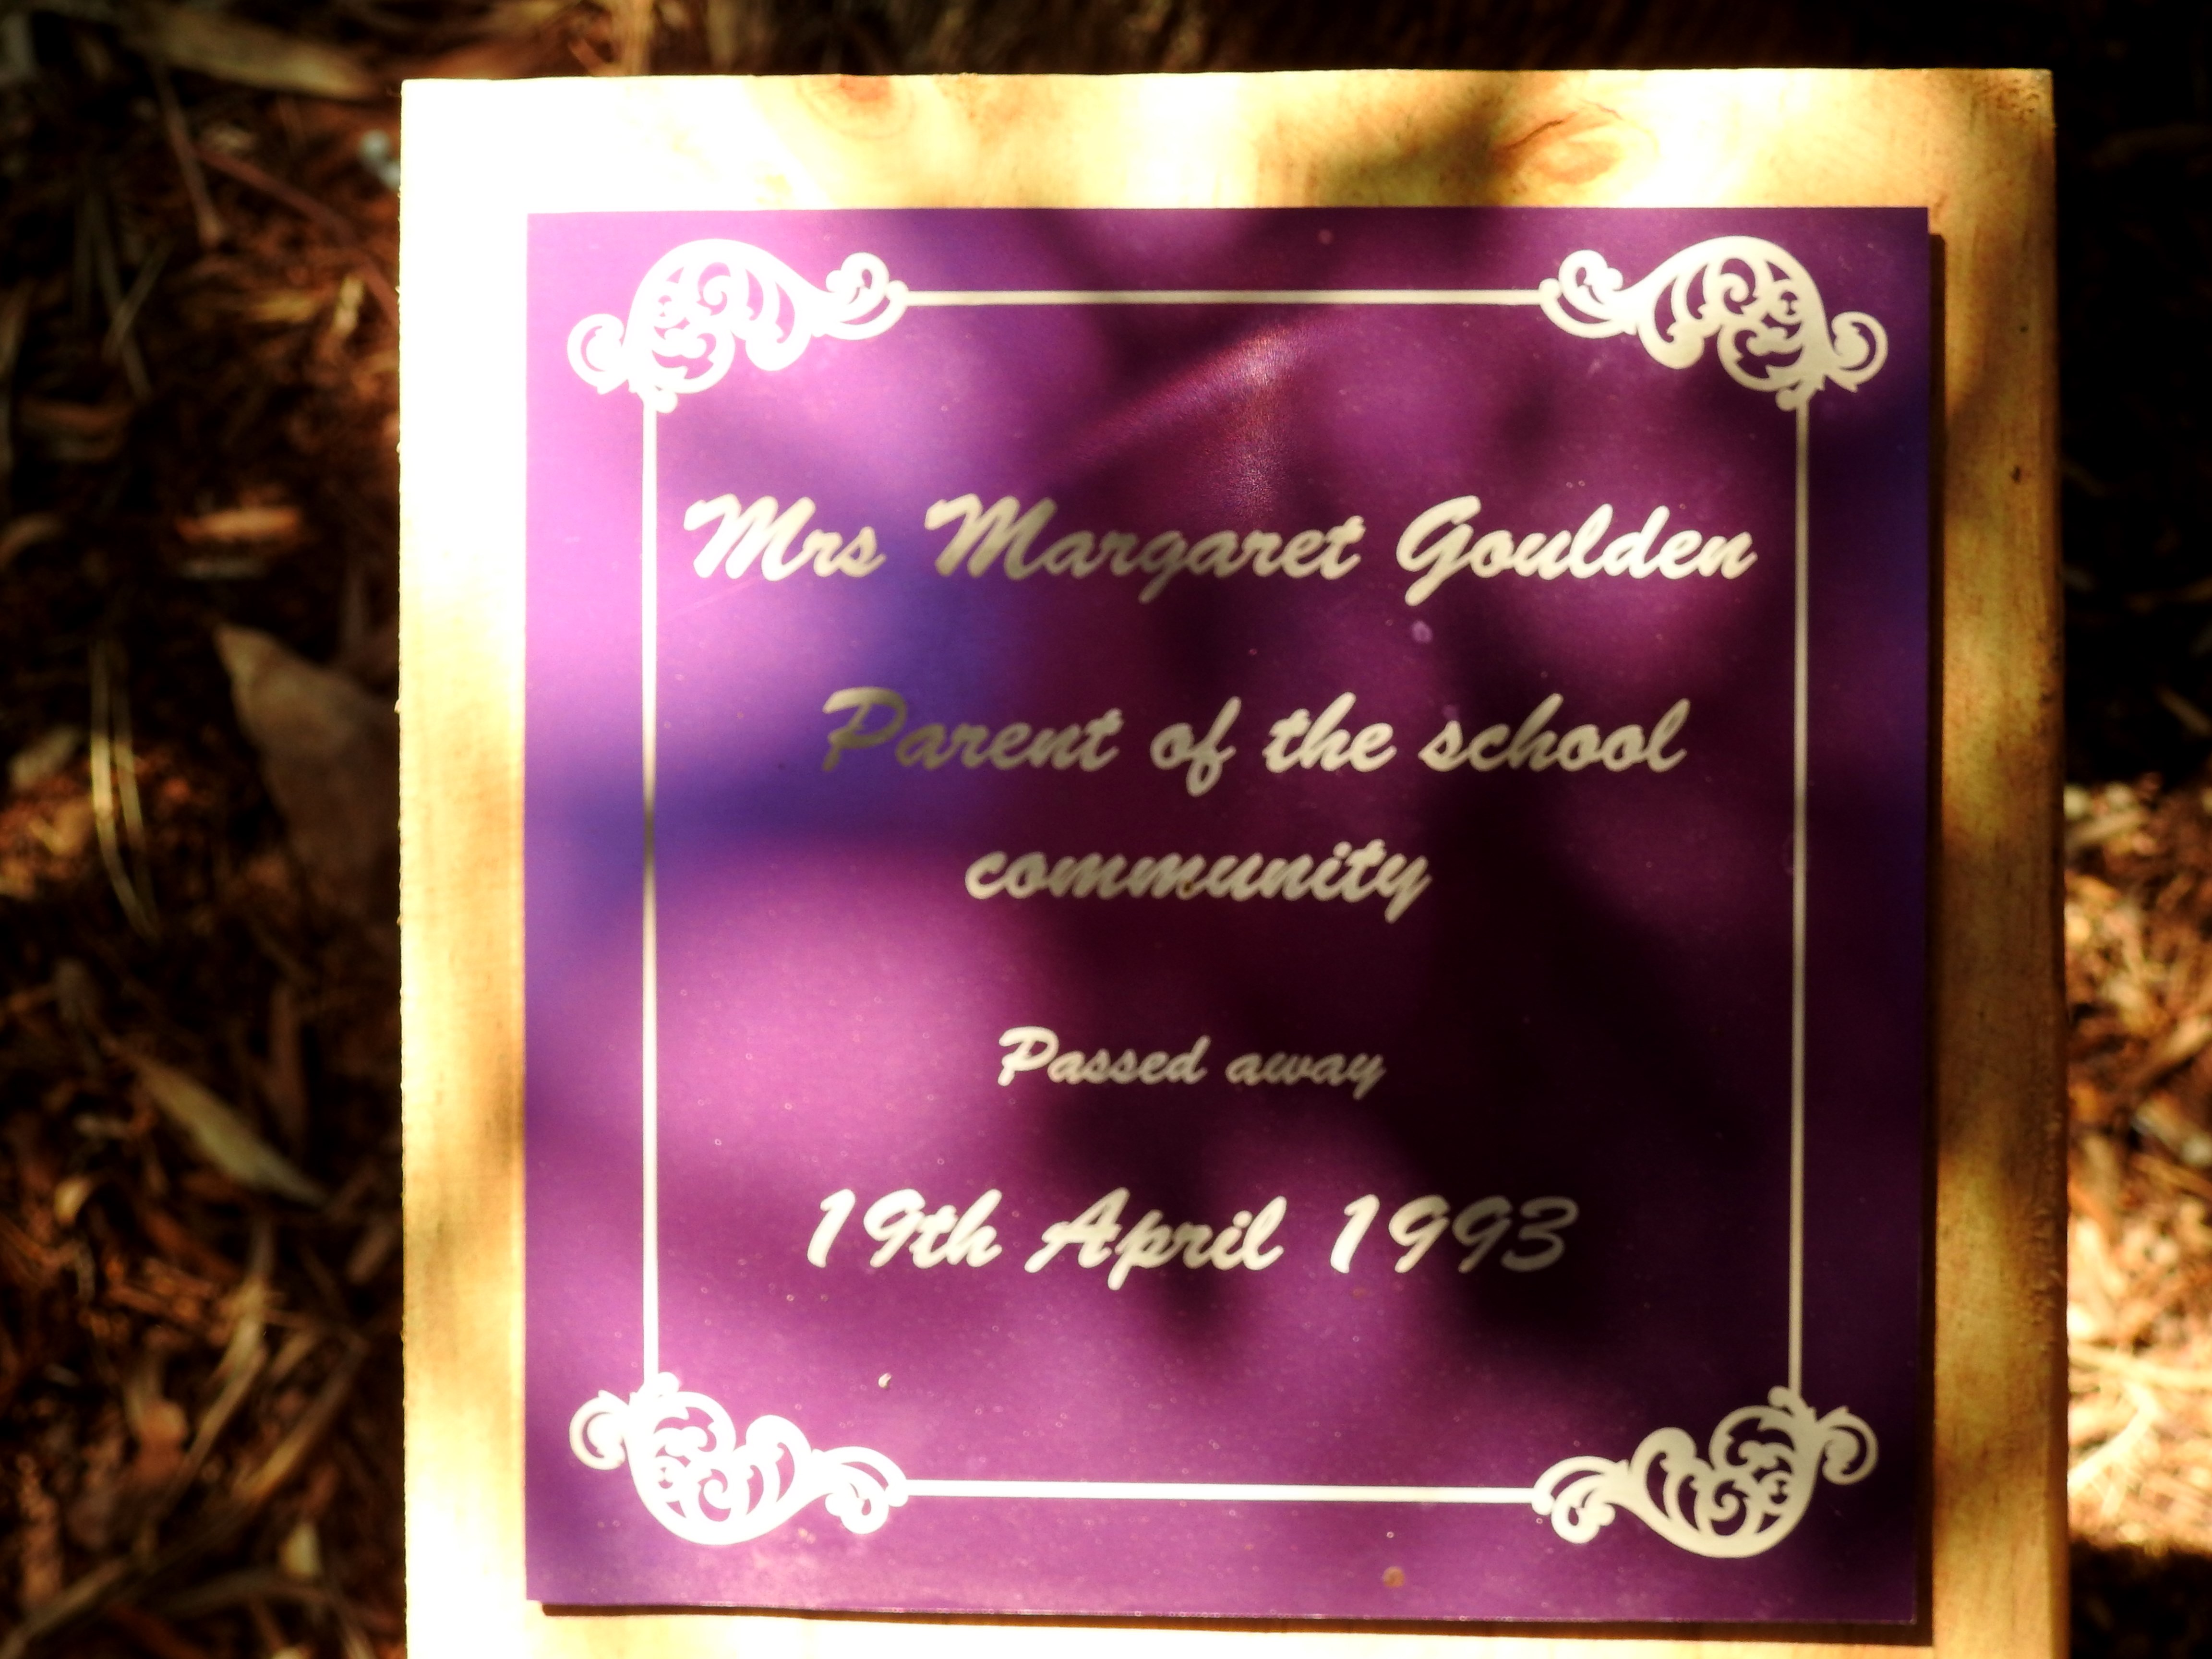 Mrs Margaret Goulden
Parent of the school
community
Passed away
19th April 1993